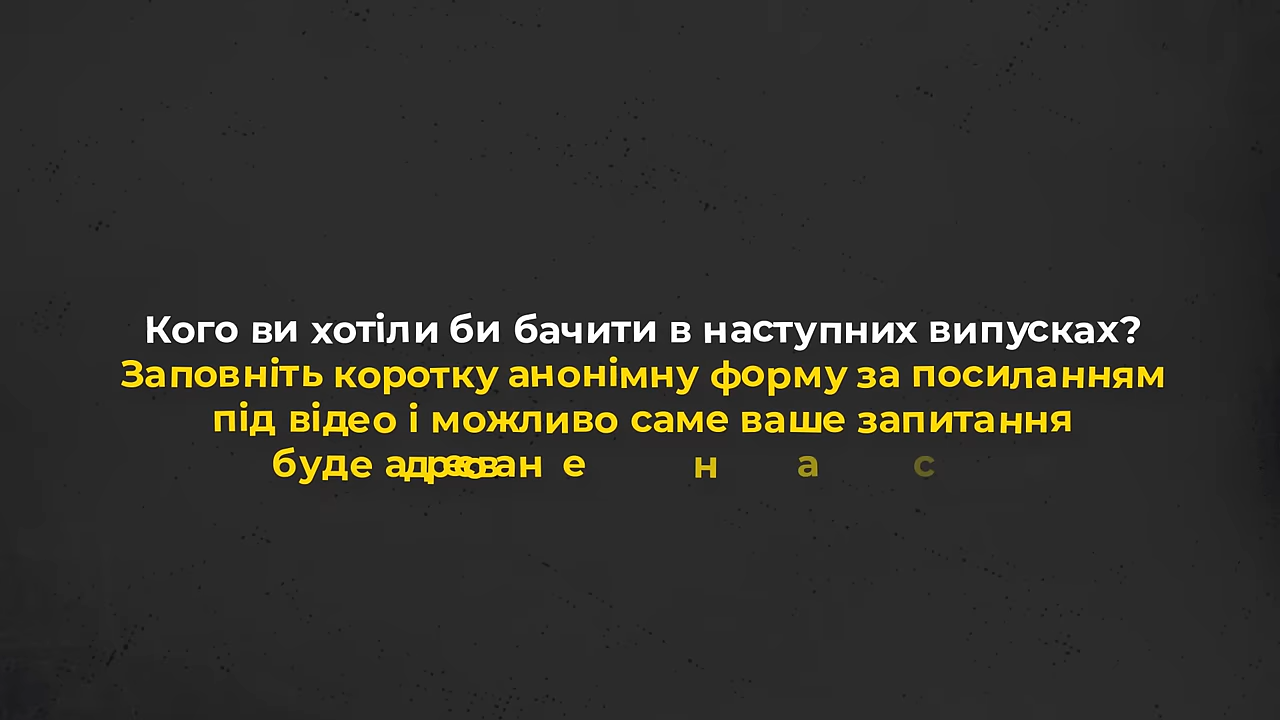 Кого ви хотіли би бачити в наступних випусках?
Заповніть коротку анонімну форму за посиланням
під відео і можливо саме ваше запитання
буде